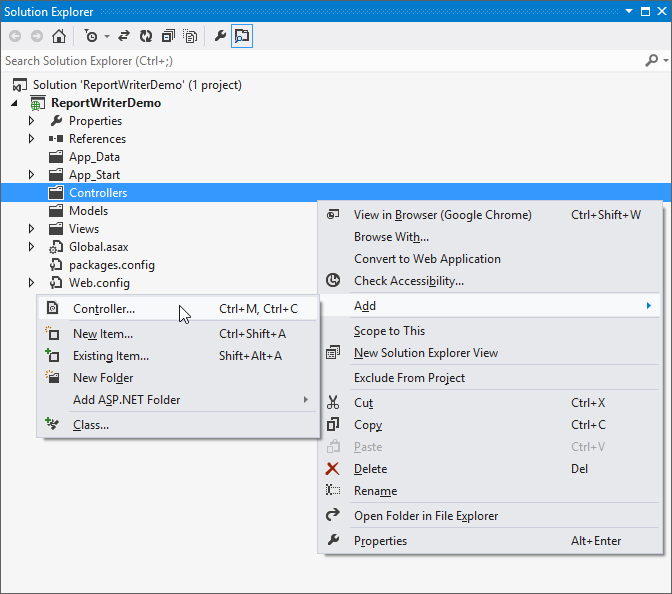 Solution Explorer
Search Solution Explorer (Ctrl+;)
Solution 'ReportWriterDemo' (1 project)
ReportWriterDemo
Properties
References
App_Data
App_Start
Controllers
Models
Views
Global.asax
packages.config
Web.config
View in Browser (Google Chrome) Ctrl+Shift+W
Browse With...
Convert to Web Application
Check Accessibility...
Add
Scope to This
New Solution Explorer View
Exclude From Project
Cut Ctrl+X
Copy Ctrl+C
Paste Ctrl+V
Delete Del
Rename
Open Folder in File Explorer
Properties Alt+Enter
Controller... Ctrl+M, Ctrl+C
New Item... Ctrl+Shift+A
Existing Item... Shift+Alt+A
New Folder
Add ASP.NET Folder
Class...